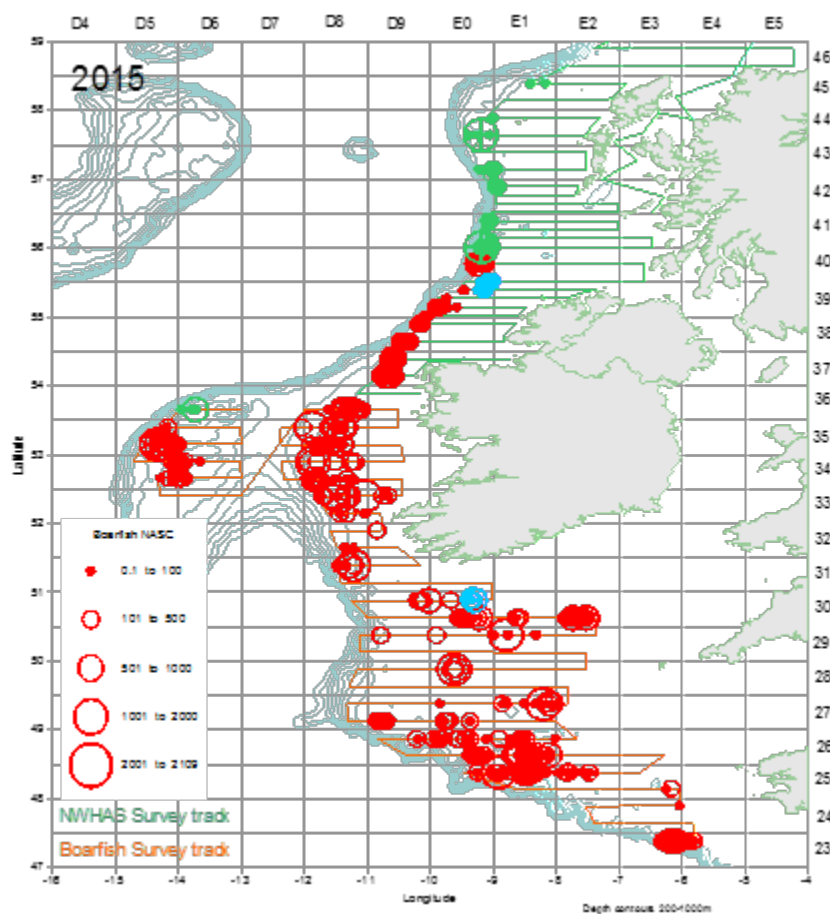 D4 D5 D6 D7 D8 D9 E0 E1 E2 E3 E4 E5
59 58 57 56 55 54 53 52 51 50 49 48 47
2015
46 45 44 43 42 41 40 39 38 37 36 35 34 33 32 31 30 29 28 27 26 25 24 23
Latitude
Boarfish NASC
0.1 to 100
101 to 500
501 to 1000
1001 to 2000
2001 to 2109
NWHAS Survey track
Boarfish Survey track
-16 -15 -14 -13 -12 -11 -10 -9 -8 -7 -6 -5 -4
Longitude
Depth contours 200-1000m